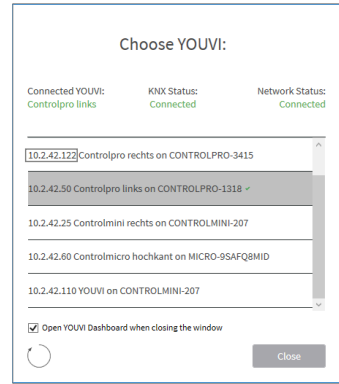 Choose YOUVI:
Connected YOUVI: KNX Status: Network Status:
Controlpro links Connected Connected
10.2.42.122 Controlpro rechts on CONTROLPRO-3415
10.2.42.50 Controlpro links on CONTROLPRO-1318 ✓
10.2.42.25 Controlmini rechts on CONTROLMINI-207
10.2.42.60 Controlmicro hochkant on MICRO-9SAFQ8MID
10.2.42.110 YOUVI on CONTROLMINI-207
Open YOUVI Dashboard when closing the window
Close